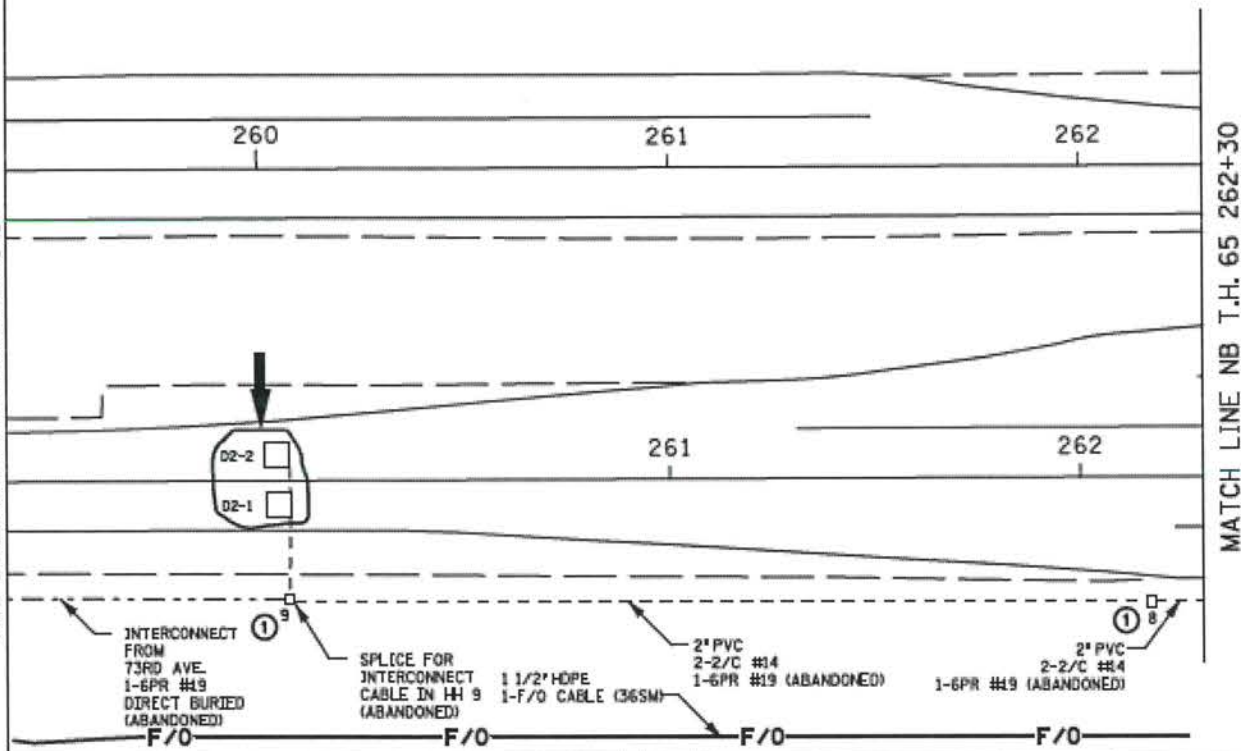 260
261
262
MATCH LINE NB T.H. 65 262+30
D2-2
261
262
D2-1
1
9
1
8
INTERCONNECT
FROM
73RD AVE.
1-6PR #19
DIRECT BURIED
(ABANDONED)
SPLICE FOR
INTERCONNECT
CABLE IN HH 9
(ABANDONED)
1 1/2" HDPE
1-F/O CABLE (36SM)
2" PVC
2-2/C #14
1-6PR #19 (ABANDONED)
2" PVC
2-2/C #14
1-6PR #19 (ABANDONED)
F/O
F/O
F/O
F/O